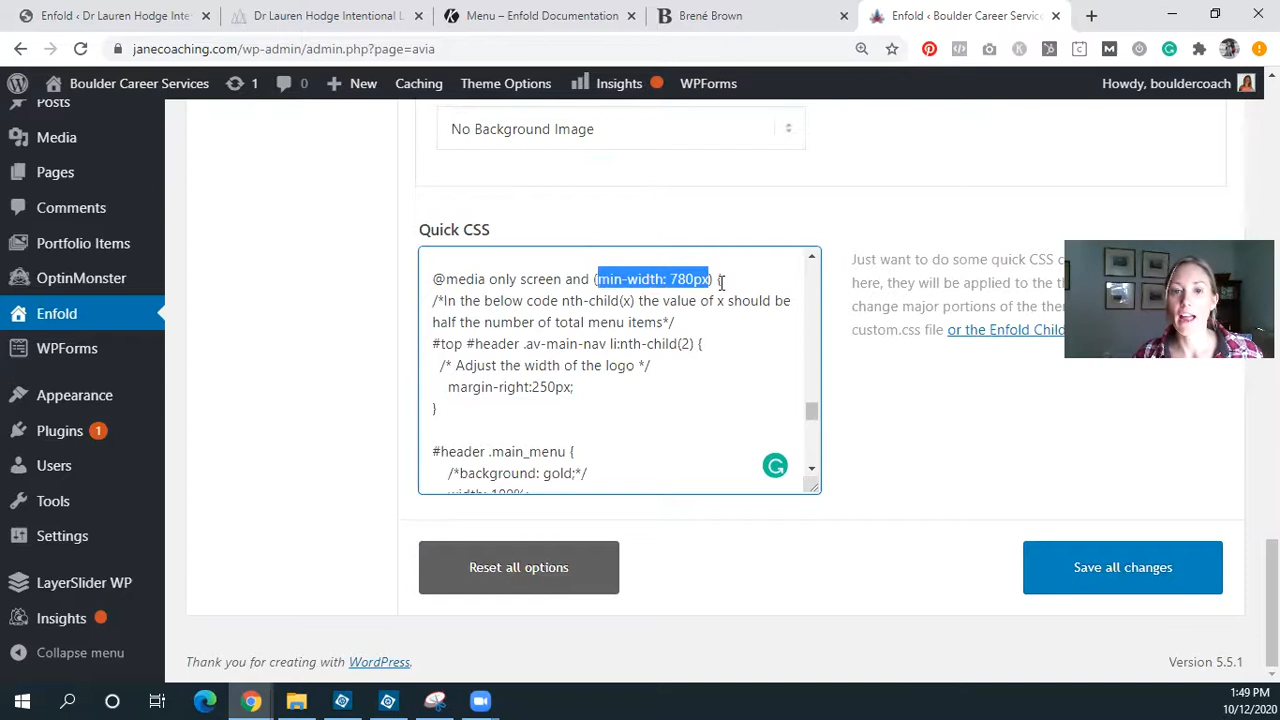 Enfold ‹ Dr Lauren Hodge Inte
Dr Lauren Hodge Intentional L
Menu – Enfold Documentation
Brené Brown
Enfold ‹ Boulder Career Service
janecoaching.com/wp-admin/admin.php?page=avia
Boulder Career Services 1 0 New Caching Theme Options Insights WPForms Howdy, bouldercoach
Posts
Media
Pages
Comments
Portfolio Items
OptinMonster
Enfold
WPForms
Appearance
Plugins 1
Users
Tools
Settings
LayerSlider WP
Insights
Collapse menu
No Background Image
Quick CSS
@media only screen and (min-width: 780px) {
/*In the below code nth-child(x) the value of x should be
half the number of total menu items*/
#top #header .av-main-nav li:nth-child(2) {
/* Adjust the width of the logo */
margin-right:250px;
}
#header .main_menu {
/*background: gold;*/
width: 100%;
Just want to do some quick CSS
here, they will be applied to the
change major portions of the the
custom.css file or the Enfold Child
Reset all options
Save all changes
Thank you for creating with WordPress.
Version 5.5.1
1:49 PM
10/12/2020